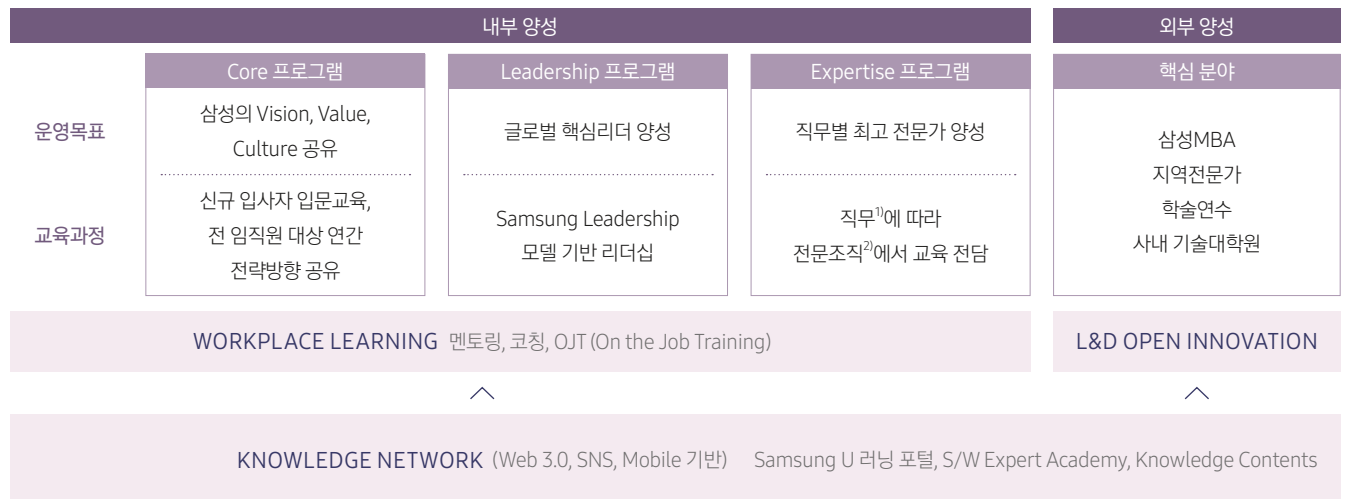 내부 양성
외부 양성
Core 프로그램
Leadership 프로그램
Expertise 프로그램
핵심 분야
운영목표
삼성의 Vision, Value,
Culture 공유
글로벌 핵심리더 양성
직무별 최고 전문가 양성
교육과정
신규 입사자 입문교육,
전 임직원 대상 연간
전략방향 공유
Samsung Leadership
모델 기반 리더십
직무1)에 따라
전문조직2)에서 교육 전담
삼성MBA
지역전문가
학술연수
사내 기술대학원
WORKPLACE LEARNING 멘토링, 코칭, OJT (On the Job Training)
L&D OPEN INNOVATION
KNOWLEDGE NETWORK (Web 3.0, SNS, Mobile 기반) Samsung U 러닝 포털, S/W Expert Academy, Knowledge Contents